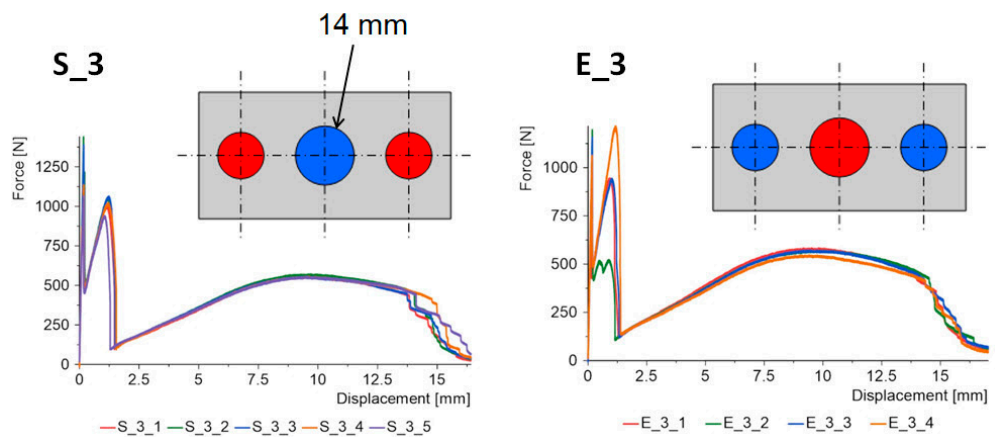 14 mm
S_3
Force [N]
1250
1000
750
500
250
0
0 2.5 5 7.5 10 12.5 15
Displacement [mm]
S_3_1 S_3_2 S_3_3 S_3_4 S_3_5
E_3
Force [N]
1000
750
500
250
0
0 2.5 5 7.5 10 12.5 15
Displacement [mm]
E_3_1 E_3_2 E_3_3 E_3_4